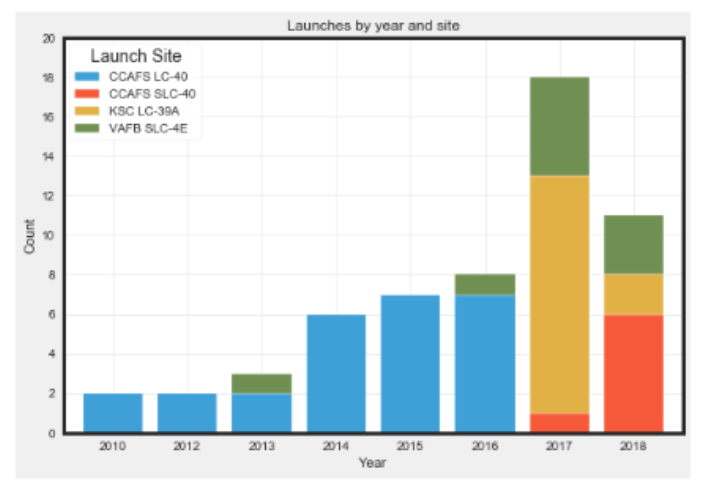 Launches by year and site
20
Launch Site
CCAFS LC-40
CCAFS SLC-40
KSC LC-39A
VAFB SLC-4E
18
16
14
12
10
8
6
4
2
0
Count
2010 2012 2013 2014 2015 2016 2017 2018
Year